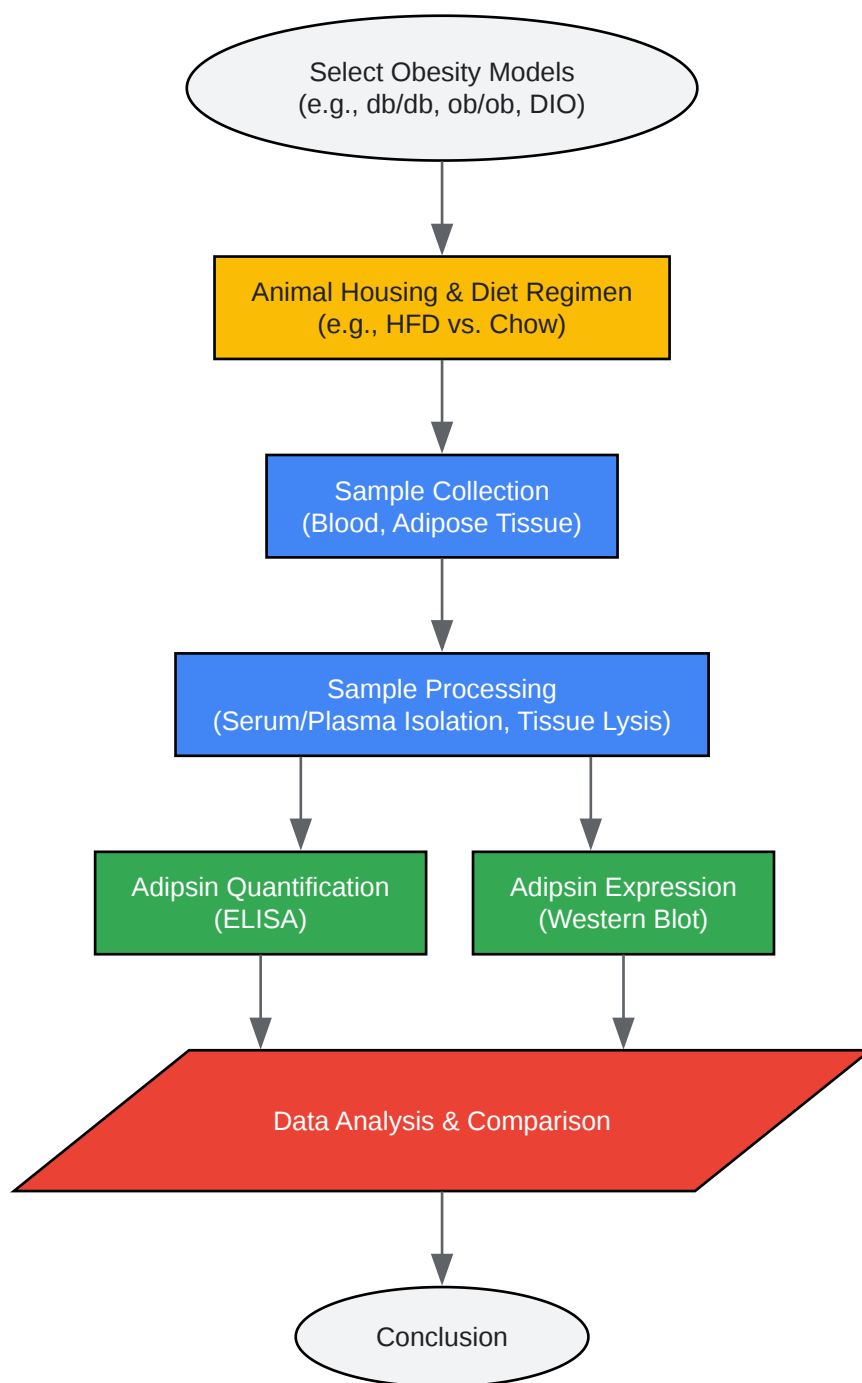 Select Obesity Models
(e.g., db/db, ob/ob, DIO)
Animal Housing & Diet Regimen
(e.g., HFD vs. Chow)
Sample Collection
(Blood, Adipose Tissue)
Sample Processing
(Serum/Plasma Isolation, Tissue Lysis)
Adipsin Quantification
(ELISA)
Adipsin Expression
(Western Blot)
Data Analysis & Comparison
Conclusion